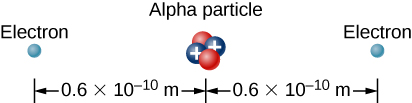 Alpha particle
Electron
Electron
+
+
0.6 × 10⁻¹⁰ m
0.6 × 10⁻¹⁰ m